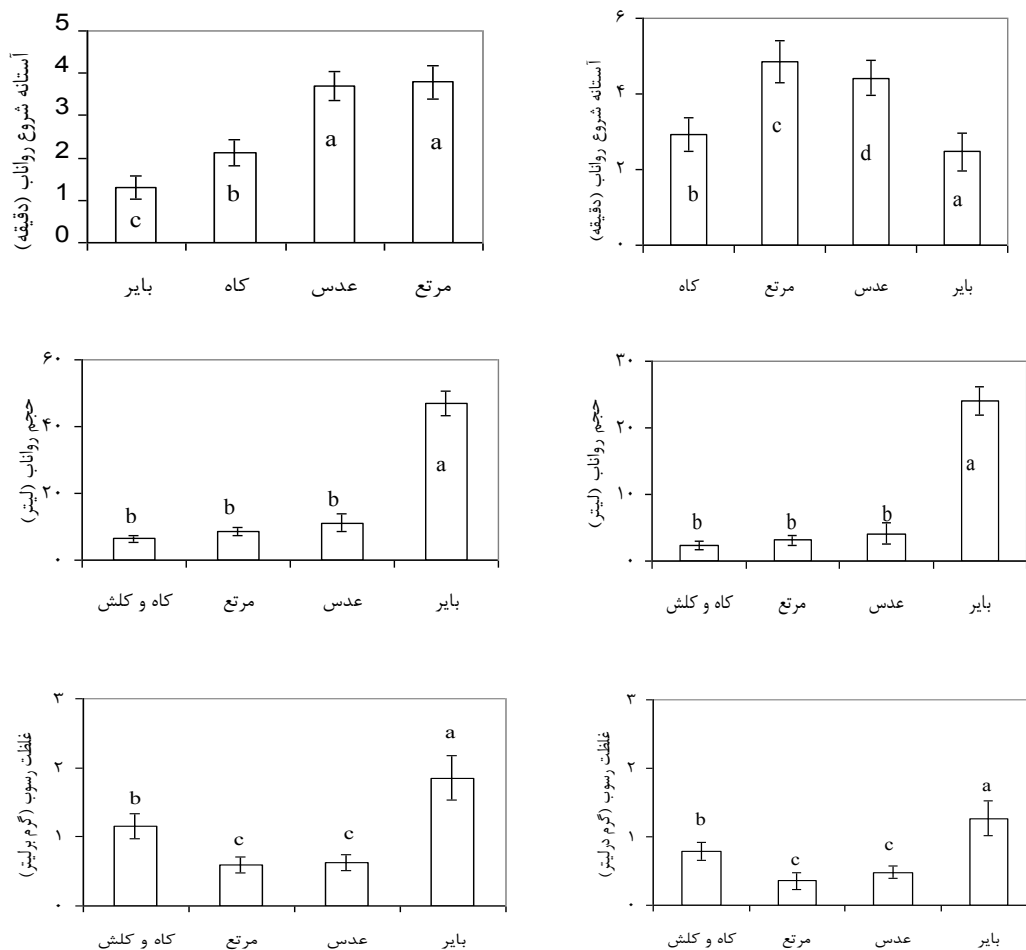 آستانه شروع رواناب (دقیقه)
5
4
3
2
1
0
c
b
a
a
بایر
کاه
عدس
مرتع
آستانه شروع رواناب (دقیقه)
۶
۴
۲
۰
b
c
d
a
کاه
مرتع
عدس
بایر
حجم رواناب (لیتر)
۶۰
۴۰
۲۰
۰
b
b
b
a
کاه و کلش
مرتع
عدس
بایر
حجم رواناب (لیتر)
۳۰
۲۰
۱۰
۰
b
b
b
a
کاه و کلش
مرتع
عدس
بایر
غلظت رسوب (گرم برلیتر)
۳
۲
۱
۰
b
c
c
a
کاه و کلش
مرتع
عدس
بایر
غلظت رسوب (گرم درلیتر)
۳
۲
۱
۰
b
c
c
a
کاه و کلش
مرتع
عدس
بایر